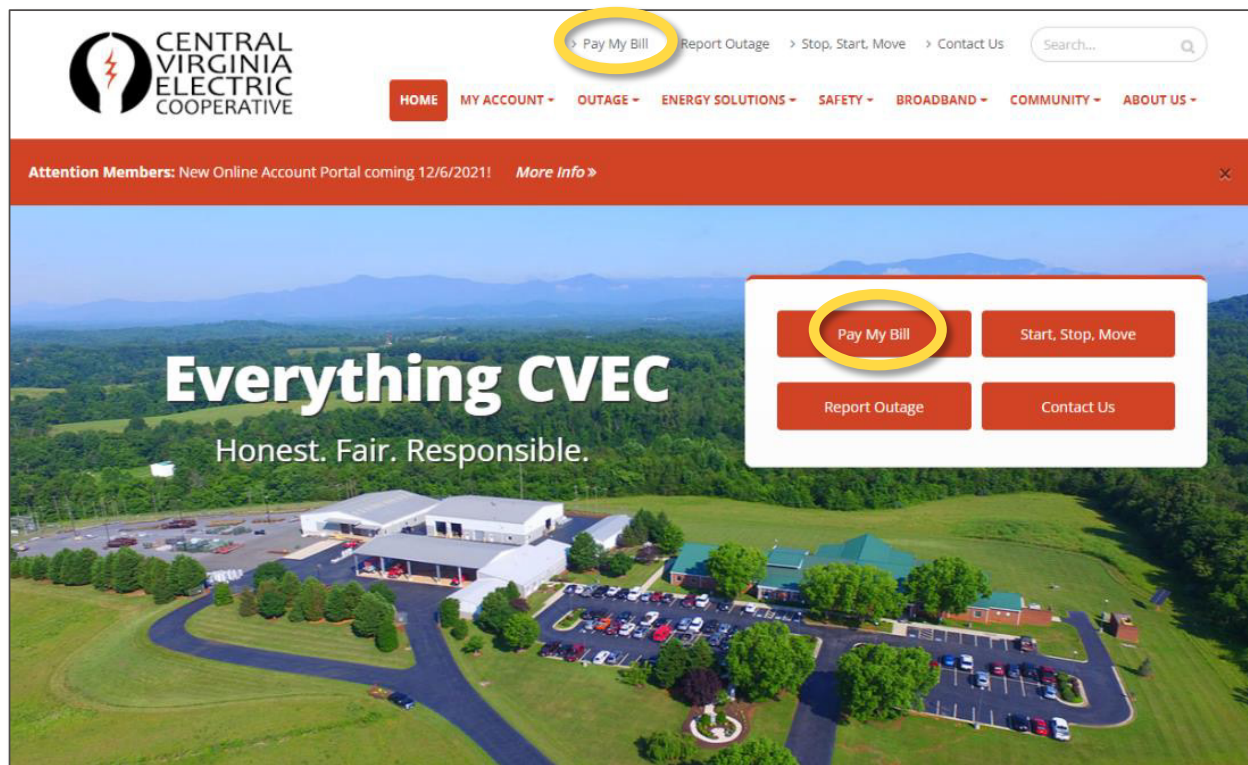 CENTRAL
VIRGINIA
ELECTRIC
COOPERATIVE
> Pay My Bill Report Outage > Stop, Start, Move > Contact Us Search...
HOME MY ACCOUNT OUTAGE ENERGY SOLUTIONS SAFETY BROADBAND COMMUNITY ABOUT US
Attention Members: New Online Account Portal coming 12/6/2021! More Info »
×
Everything CVEC
Honest. Fair. Responsible.
Pay My Bill Start, Stop, Move
Report Outage Contact Us